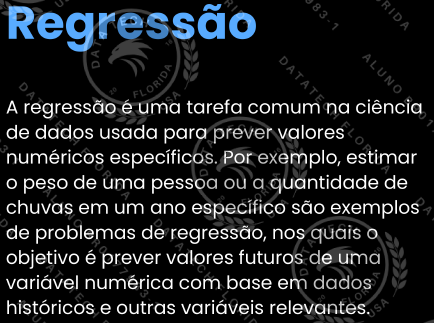 Regressão
A regressão é uma tarefa comum na ciência
de dados usada para prever valores
numéricos específicos. Por exemplo, estimar
o peso de uma pessoa ou a quantidade de
chuvas em um ano específico são exemplos
de problemas de regressão, nos quais o
objetivo é prever valores futuros de uma
variável numérica com base em dados
históricos e outras variáveis relevantes.